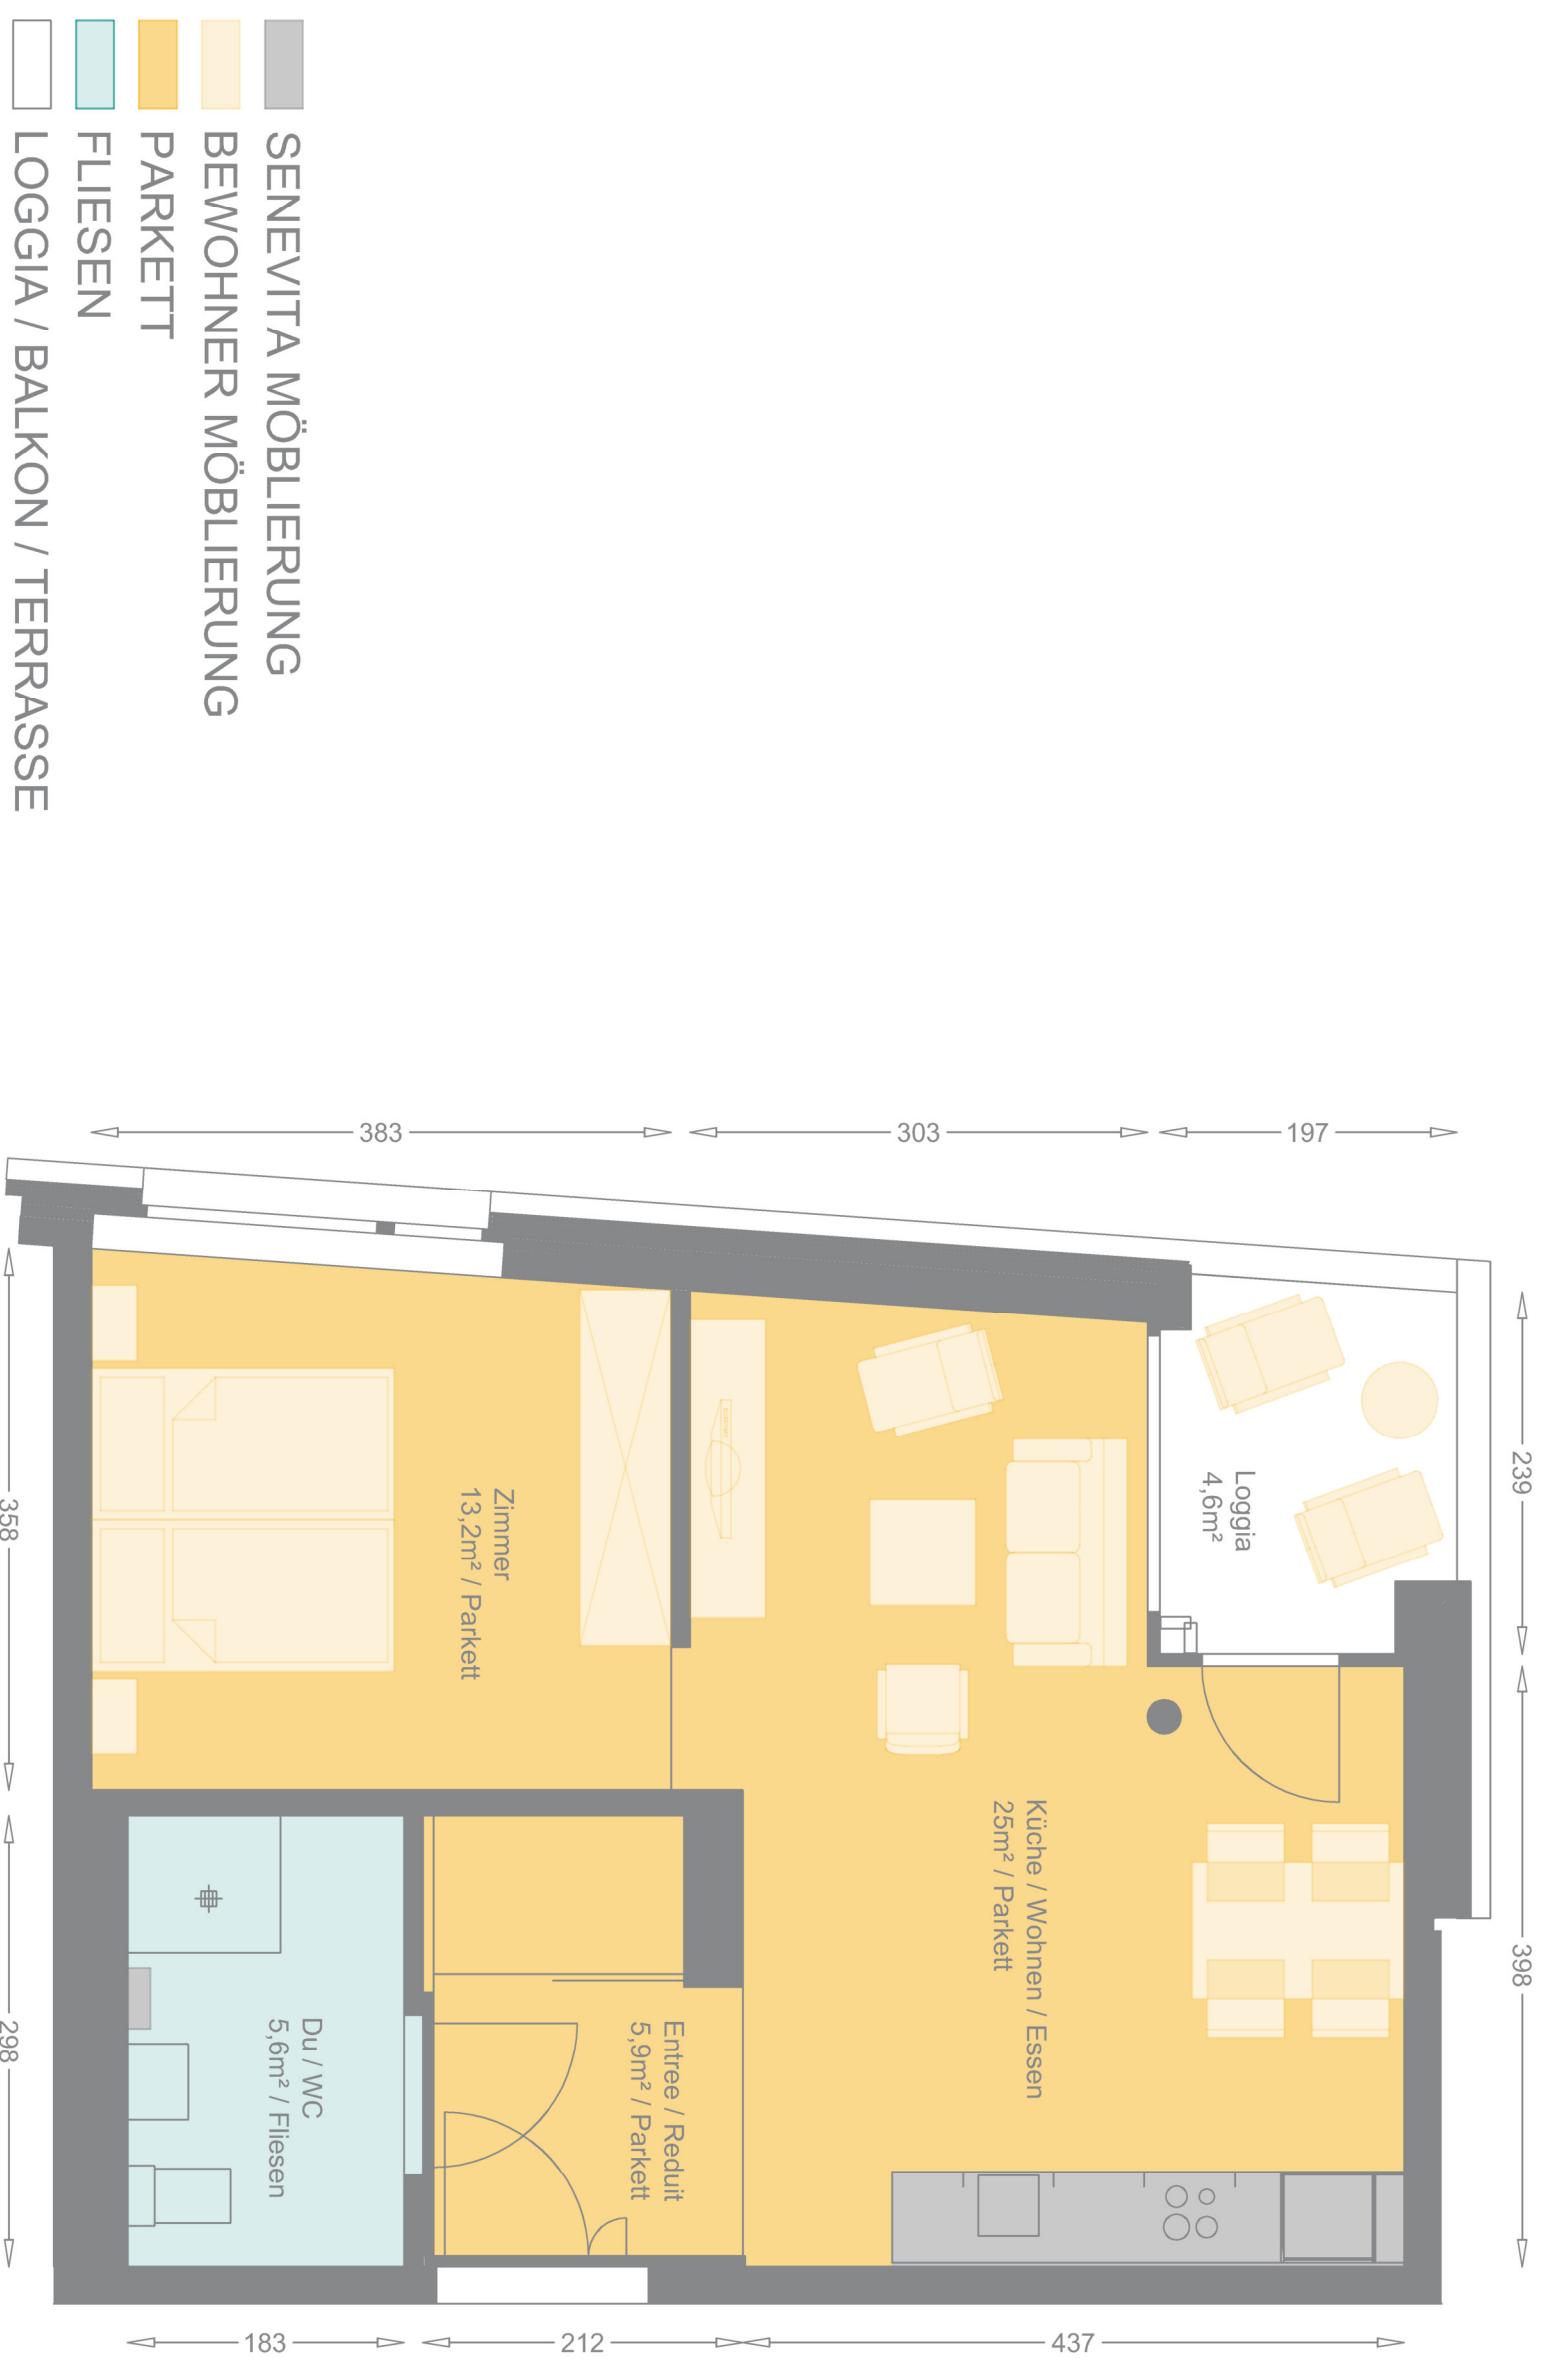 SENEVITA MÖBLIERUNG
BEWOHNER MÖBLIERUNG
PARKETT
FLIESEN
LOGGIA / BALKON / TERRASSE
383
303
197
239
398
358
298
183
212
437
Loggia
4,6m²
Zimmer
13,2m² / Parkett
Küche / Wohnen / Essen
25m² / Parkett
Entree / Reduit
5,9m² / Parkett
Du / WC
5,6m² / Fliesen